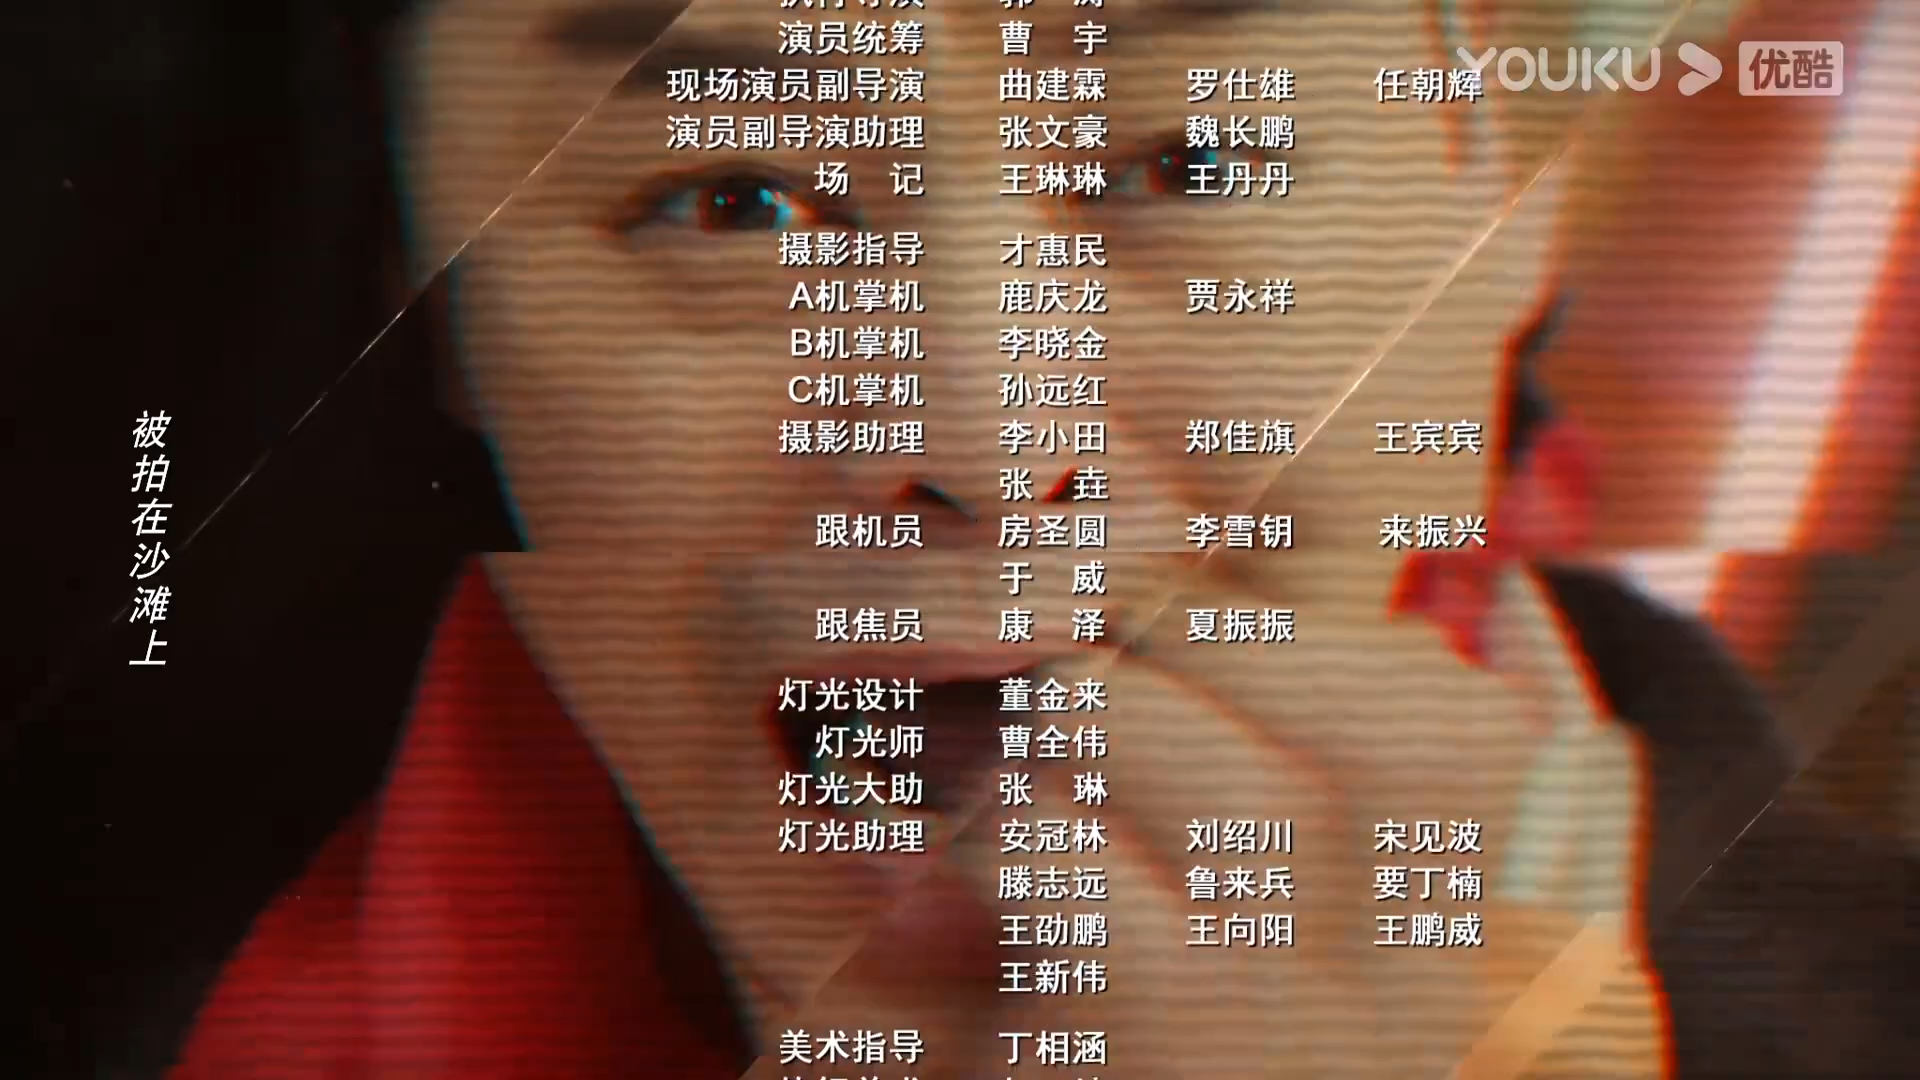 演员统筹 曹 宇
YOUKU 优酷
现场演员副导演 曲建霖 罗仕雄 任朝辉
演员副导演助理 张文豪 魏长鹏
场 记 王琳琳 王丹丹
摄影指导 才惠民
A机掌机 鹿庆龙 贾永祥
B机掌机 李晓金
C机掌机 孙远红
摄影助理 李小田 郑佳旗 王宾宾
张 垚
跟机员 房圣圆 李雪钥 来振兴
于 威
跟焦员 康 泽 夏振振
灯光设计 董金来
灯光师 曹全伟
灯光大助 张 琳
灯光助理 安冠林 刘绍川 宋见波
滕志远 鲁来兵 要丁楠
王劭鹏 王向阳 王鹏威
王新伟
美术指导 丁相涵
被拍在沙滩上